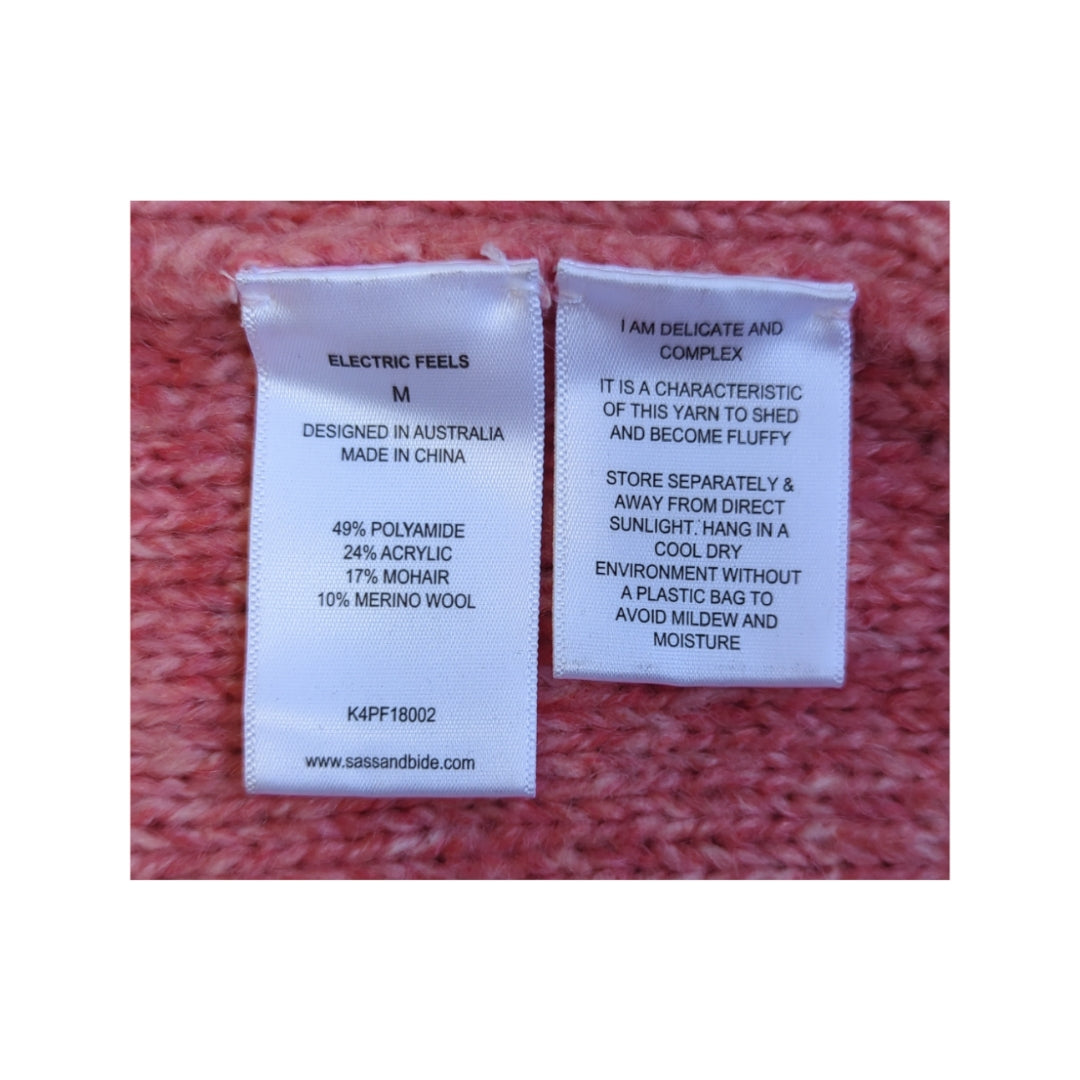 ELECTRIC FEELS
M
DESIGNED IN AUSTRALIA
MADE IN CHINA
49% POLYAMIDE
24% ACRYLIC
17% MOHAIR
10% MERINO WOOL
K4PF18002
www.sassandbide.com
I AM DELICATE AND
COMPLEX
IT IS A CHARACTERISTIC
OF THIS YARN TO SHED
AND BECOME FLUFFY
STORE SEPARATELY &
AWAY FROM DIRECT
SUNLIGHT. HANG IN A
COOL DRY
ENVIRONMENT WITHOUT
A PLASTIC BAG TO
AVOID MILDEW AND
MOISTURE